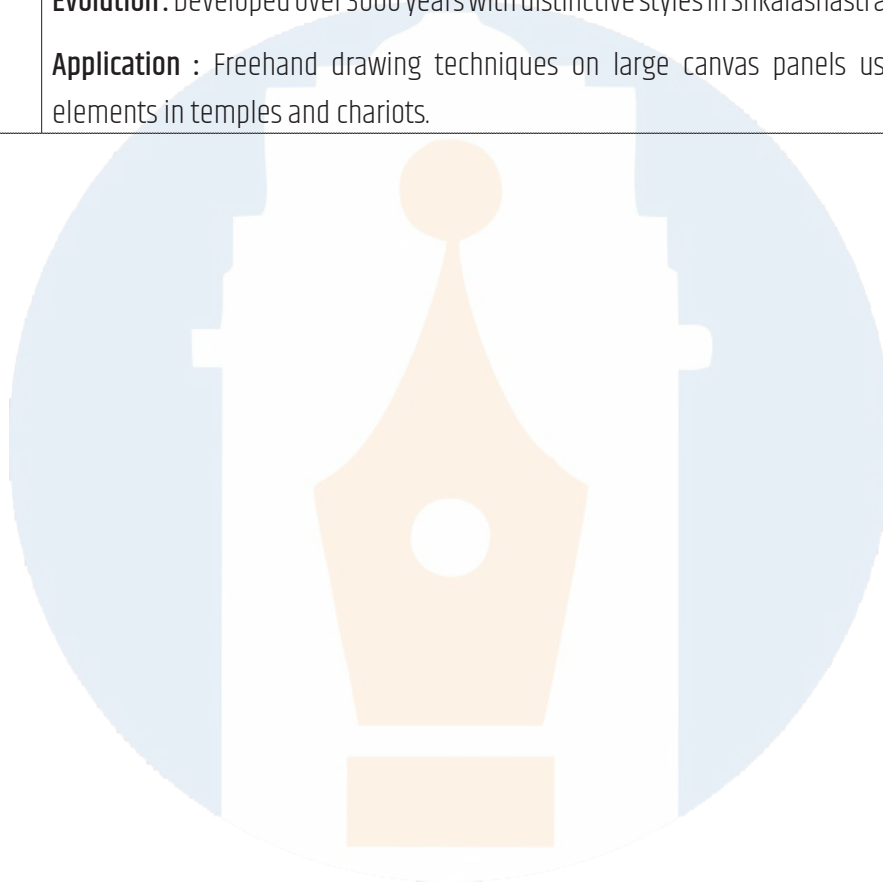 Evolution : Developed over 3000 years with distinctive styles in Srikalashastra
Application : Freehand drawing techniques on large canvas panels us
elements in temples and chariots.